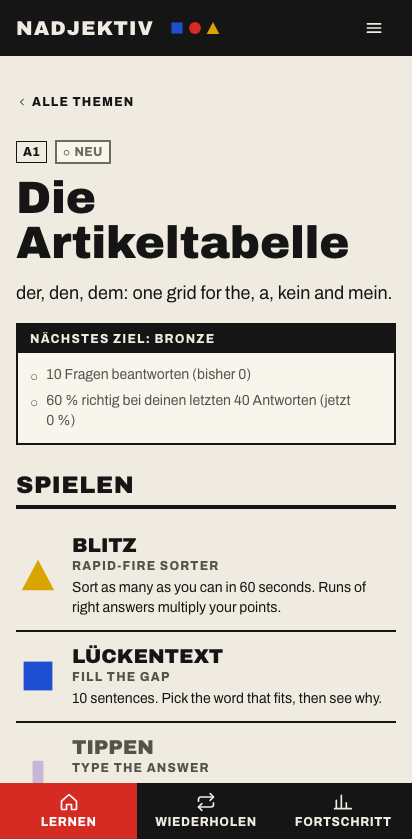 NADJEKTIV
ALLE THEMEN
A1 NEU
Die
Artikeltabelle
der, den, dem: one grid for the, a, kein and mein.
NÄCHSTES ZIEL: BRONZE
10 Fragen beantworten (bisher 0)
60 % richtig bei deinen letzten 40 Antworten (jetzt
0 %)
SPIELEN
BLITZ
RAPID-FIRE SORTER
Sort as many as you can in 60 seconds. Runs of
right answers multiply your points.
LÜCKENTEXT
FILL THE GAP
10 sentences. Pick the word that fits, then see why.
TIPPEN
TYPE THE ANSWER
LERNEN WIEDERHOLEN FORTSCHRITT